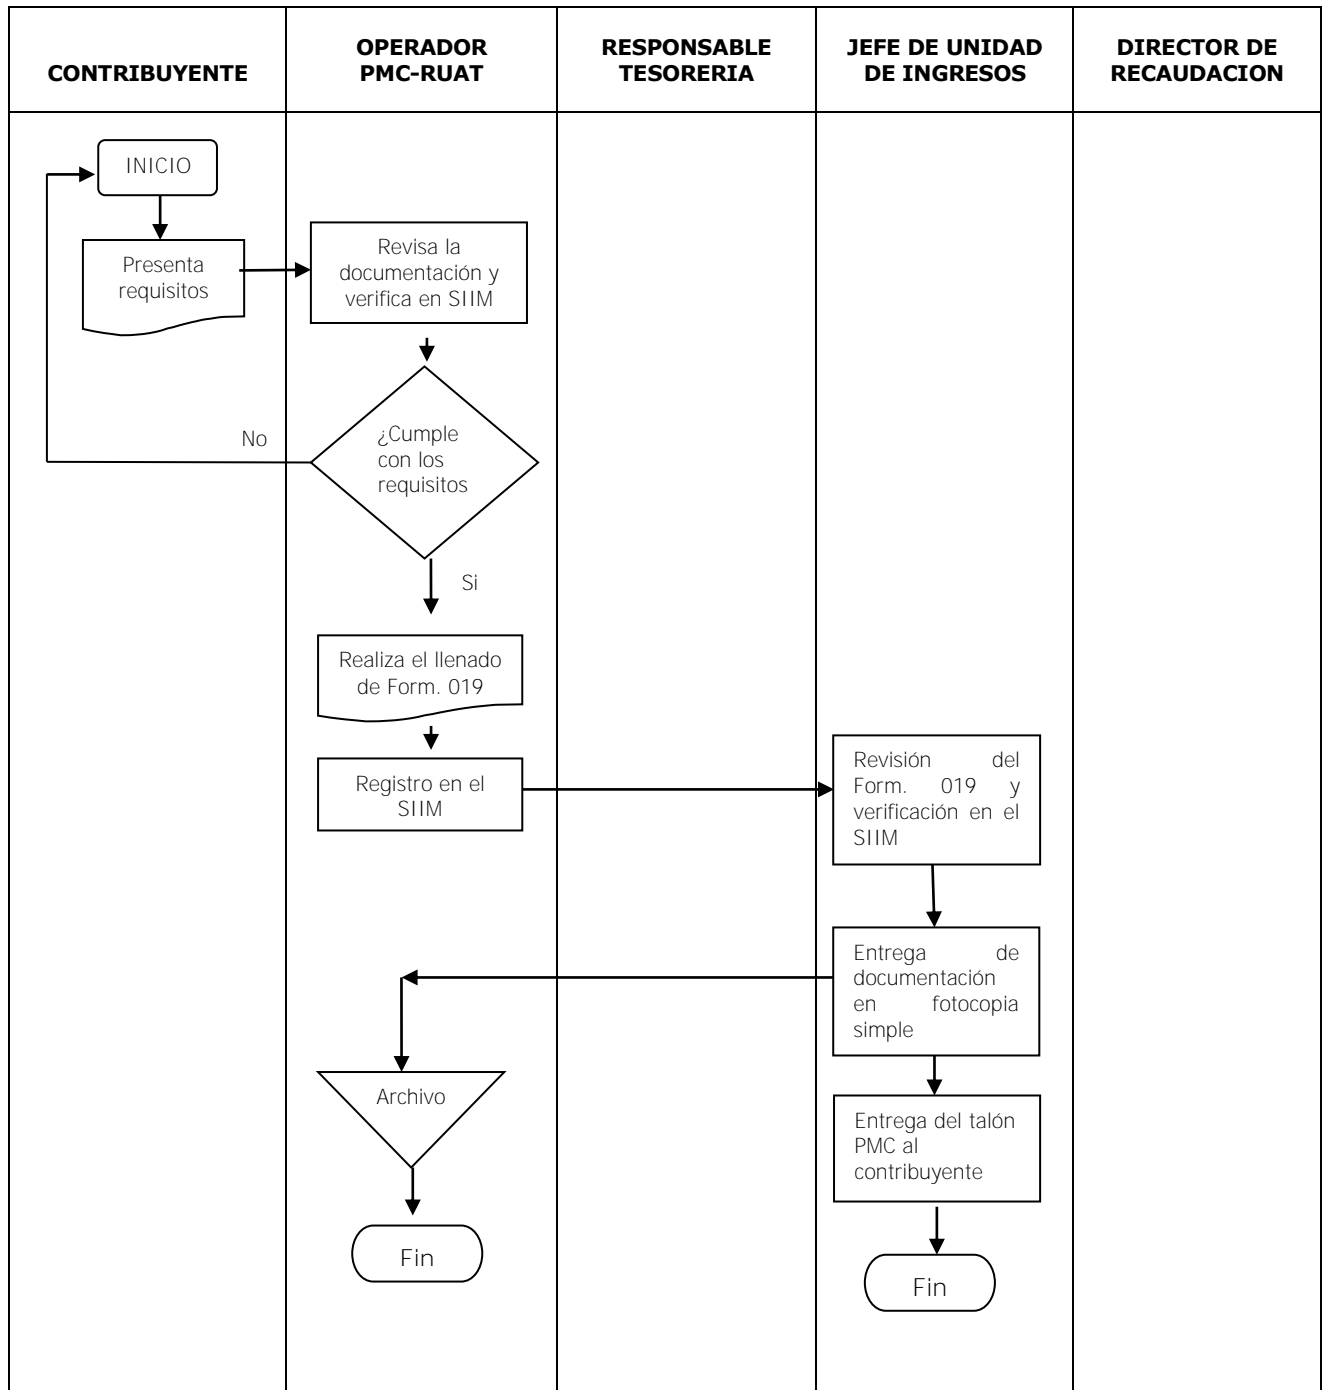 CONTRIBUYENTE
OPERADOR
PMC-RUAT
RESPONSABLE
TESORERIA
JEFE DE UNIDAD
DE INGRESOS
DIRECTOR DE
RECAUDACION
INICIO
Presenta
requisitos
Revisa la
documentación y
verifica en SIIM
No
¿Cumple
con los
requisitos
Si
Realiza el llenado
de Form. 019
Registro en el
SIIM
Revisión del
Form. 019 y
verificación en el
SIIM
Entrega de
documentación
en fotocopia
simple
Archivo
Entrega del talón
PMC al
contribuyente
Fin
Fin